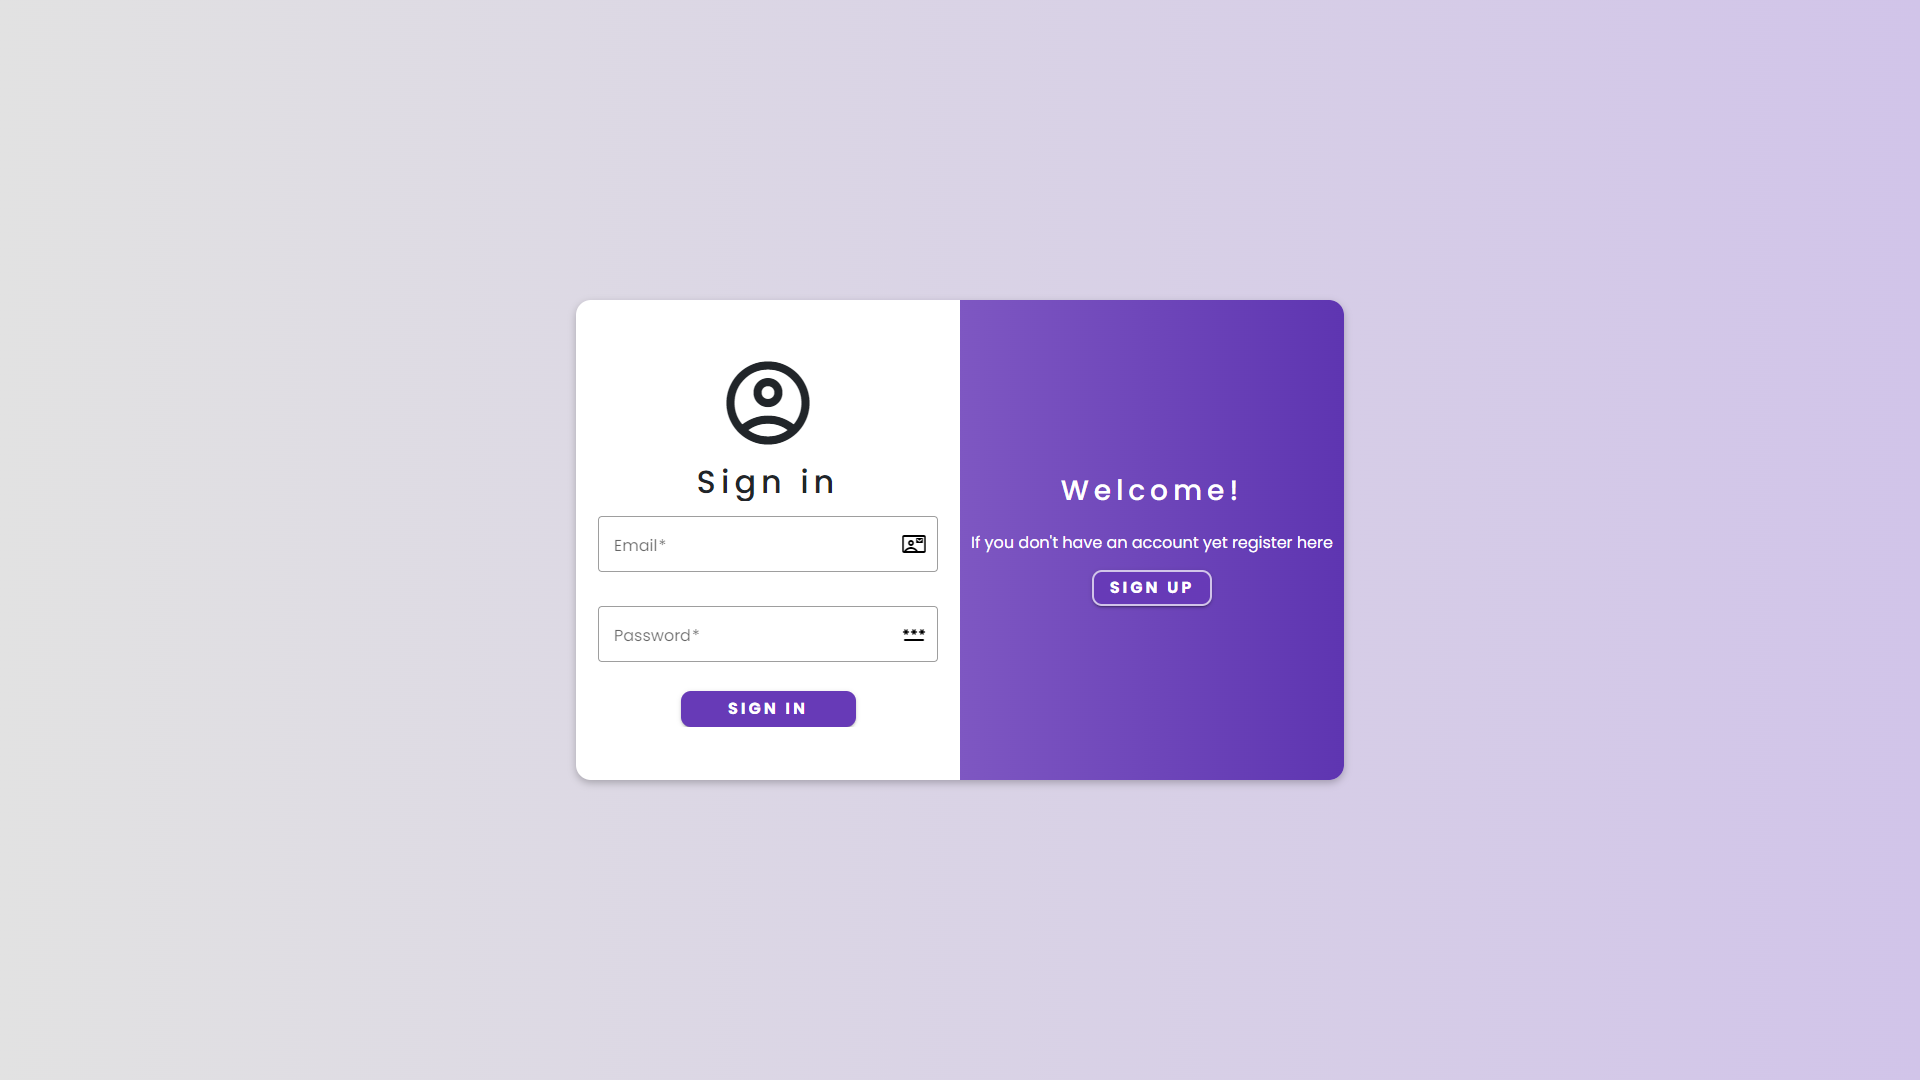 Sign in
Email*
Password*
SIGN IN
Welcome!
If you don't have an account yet register here
SIGN UP